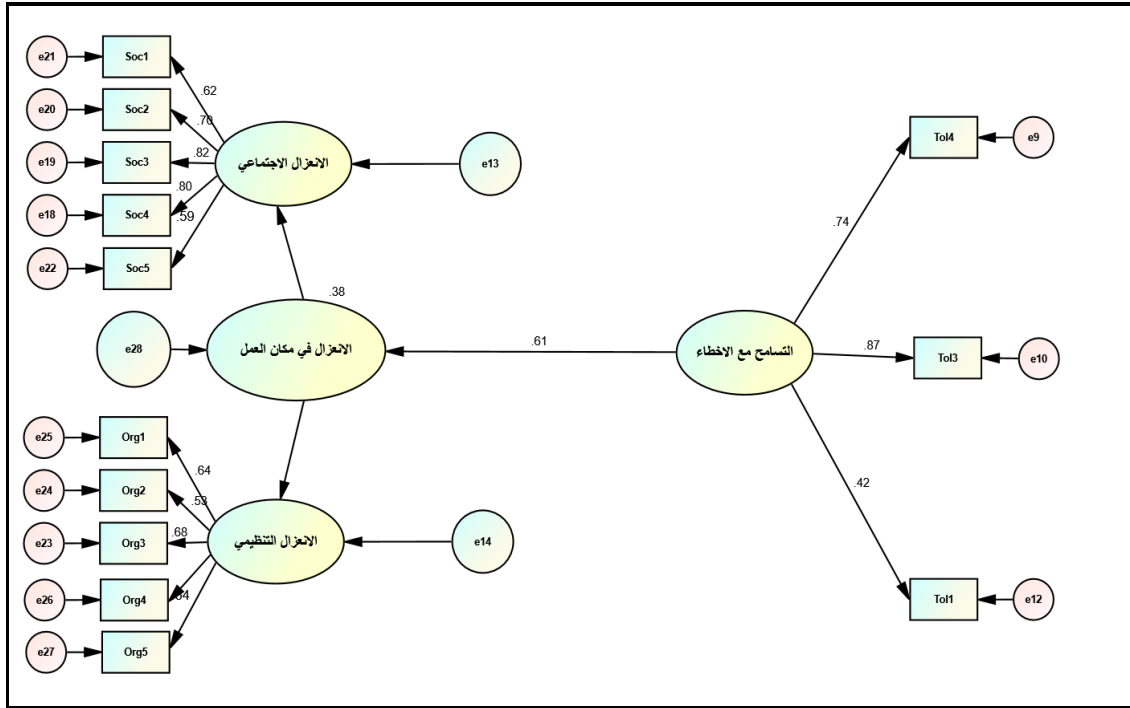 e21
Soc1
.62
e20
Soc2
.70
e19
Soc3
.82
الانعزال الاجتماعي
e13
e18
Soc4
.80
e22
Soc5
.59
Tol4
e9
.74
.38
e28
الانعزال في مكان العمل
.61
التسامح مع الاخطاء
.87
Tol3
e10
e25
Org1
.64
e24
Org2
.53
e23
Org3
.68
الانعزال التنظيمي
e14
e26
Org4
e27
Org5
.42
Tol1
e12